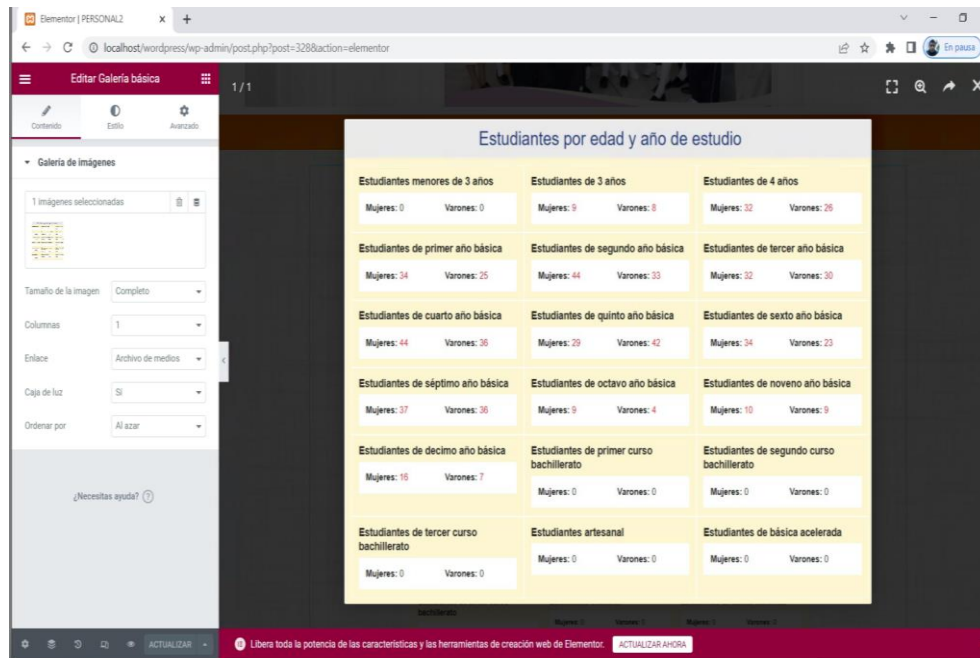 Elementor | PERSONAL2
localhost/wordpress/wp-admin/post.php?post=328&action=elementor
En pausa
Editar Galería básica
Contenido Estilo Avanzado
Galería de imágenes
1 imágenes seleccionadas
Tamaño de la imagen Completo
Columnas 1
Enlace Archivo de medios
Caja de luz Sí
Ordenar por Al azar
¿Necesitas ayuda?
ACTUALIZAR
1 / 1
Estudiantes por edad y año de estudio
Estudiantes menores de 3 años Estudiantes de 3 años Estudiantes de 4 años
Mujeres: 0 Varones: 0 Mujeres: 9 Varones: 8 Mujeres: 32 Varones: 26
Estudiantes de primer año básica Estudiantes de segundo año básica Estudiantes de tercer año básica
Mujeres: 34 Varones: 25 Mujeres: 44 Varones: 33 Mujeres: 32 Varones: 30
Estudiantes de cuarto año básica Estudiantes de quinto año básica Estudiantes de sexto año básica
Mujeres: 44 Varones: 36 Mujeres: 29 Varones: 42 Mujeres: 34 Varones: 23
Estudiantes de séptimo año básica Estudiantes de octavo año básica Estudiantes de noveno año básica
Mujeres: 37 Varones: 36 Mujeres: 9 Varones: 4 Mujeres: 10 Varones: 9
Estudiantes de decimo año básica Estudiantes de primer curso Estudiantes de segundo curso
bachillerato bachillerato
Mujeres: 16 Varones: 7 Mujeres: 0 Varones: 0 Mujeres: 0 Varones: 0
Estudiantes de tercer curso Estudiantes artesanal Estudiantes de básica acelerada
bachillerato
Mujeres: 0 Varones: 0 Mujeres: 0 Varones: 0 Mujeres: 0 Varones: 0
bachillerato
Mujeres: 0 Varones: 0 Mujeres: 0 Varones: 0
Libera toda la potencia de las características y las herramientas de creación web de Elementor. ACTUALIZAR AHORA